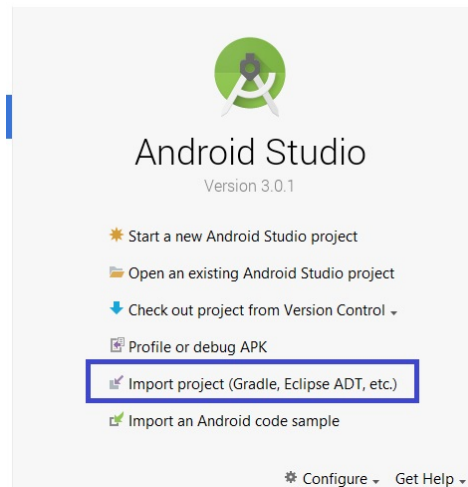 Android Studio
Version 3.0.1
Start a new Android Studio project
Open an existing Android Studio project
Check out project from Version Control
Profile or debug APK
Import project (Gradle, Eclipse ADT, etc.)
Import an Android code sample
Configure Get Help